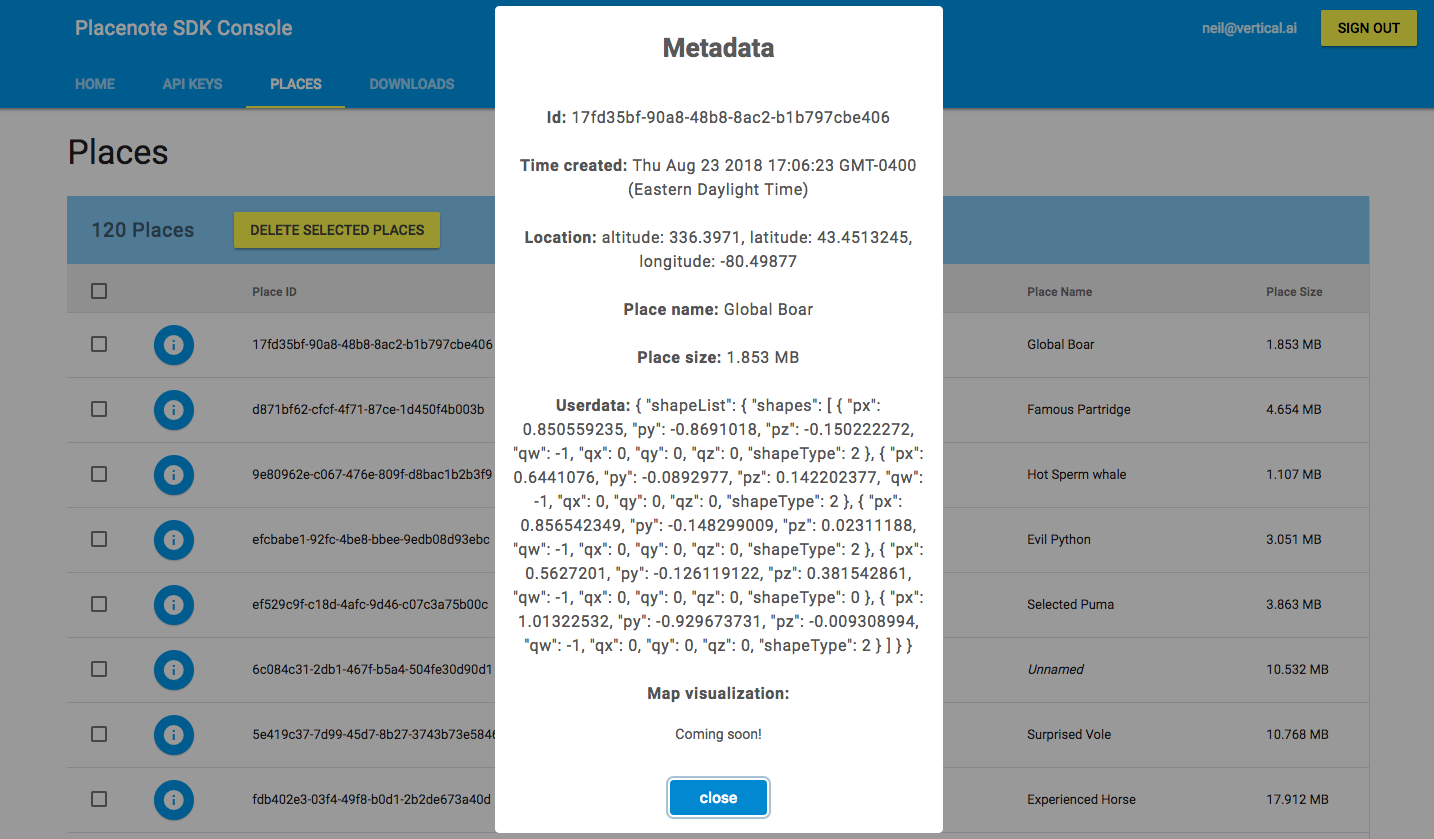 Placenote SDK Console
neil@vertical.ai
SIGN OUT
HOME
API KEYS
PLACES
DOWNLOADS
Places
120 Places
DELETE SELECTED PLACES
Place ID
Place Name
Place Size
17fd35bf-90a8-48b8-8ac2-b1b797cbe406
Global Boar
1.853 MB
d871bf62-cfcf-4f71-87ce-1d450f4b003b
Famous Partridge
4.654 MB
9e80962e-c067-476e-809f-d8bac1b2b3f9
Hot Sperm whale
1.107 MB
efcbabe1-92fc-4be8-bbee-9edb08d93ebc
Evil Python
3.051 MB
ef529c9f-c18d-4afc-9d46-c07c3a75b00c
Selected Puma
3.863 MB
6c084c31-2db1-467f-b5a4-504fe30d90d1
Unnamed
10.532 MB
5e419c37-7d99-45d7-8b27-3743b73e5846
Surprised Vole
10.768 MB
fdb402e3-03f4-49f8-b0d1-2b2de673a40d
Experienced Horse
17.912 MB
Metadata
Id: 17fd35bf-90a8-48b8-8ac2-b1b797cbe406
Time created: Thu Aug 23 2018 17:06:23 GMT-0400
(Eastern Daylight Time)
Location: altitude: 336.3971, latitude: 43.4513245,
longitude: -80.49877
Place name: Global Boar
Place size: 1.853 MB
Userdata: { "shapeList": { "shapes": [ { "px":
0.850559235, "py": -0.8691018, "pz": -0.150222272,
"qw": -1, "qx": 0, "qy": 0, "qz": 0, "shapeType": 2 }, { "px":
0.6441076, "py": -0.0892977, "pz": 0.142202377, "qw":
-1, "qx": 0, "qy": 0, "qz": 0, "shapeType": 2 }, { "px":
0.856542349, "py": -0.148299009, "pz": 0.02311188,
"qw": -1, "qx": 0, "qy": 0, "qz": 0, "shapeType": 2 }, { "px":
0.5627201, "py": -0.126119122, "pz": 0.381542861,
"qw": -1, "qx": 0, "qy": 0, "qz": 0, "shapeType": 0 }, { "px":
1.01322532, "py": -0.929673731, "pz": -0.009308994,
"qw": -1, "qx": 0, "qy": 0, "qz": 0, "shapeType": 2 } ] } }
Map visualization:
Coming soon!
close